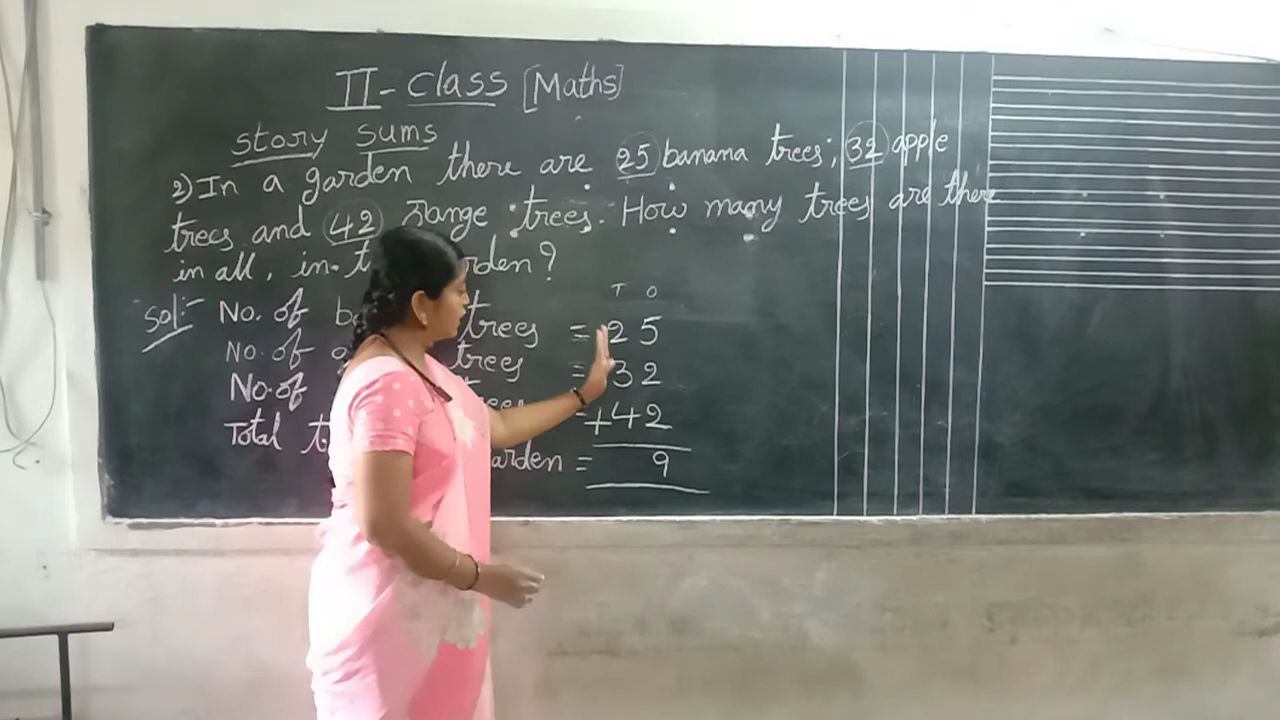 II - Class [Maths]
Story Sums
2) In a garden there are 25 banana trees; 32 apple
trees and 42 range trees. How many trees are there
in all, in rden?
T O
Sol:- No. of trees = 25
No. of trees = 32
No. of +42
Total arden = 9